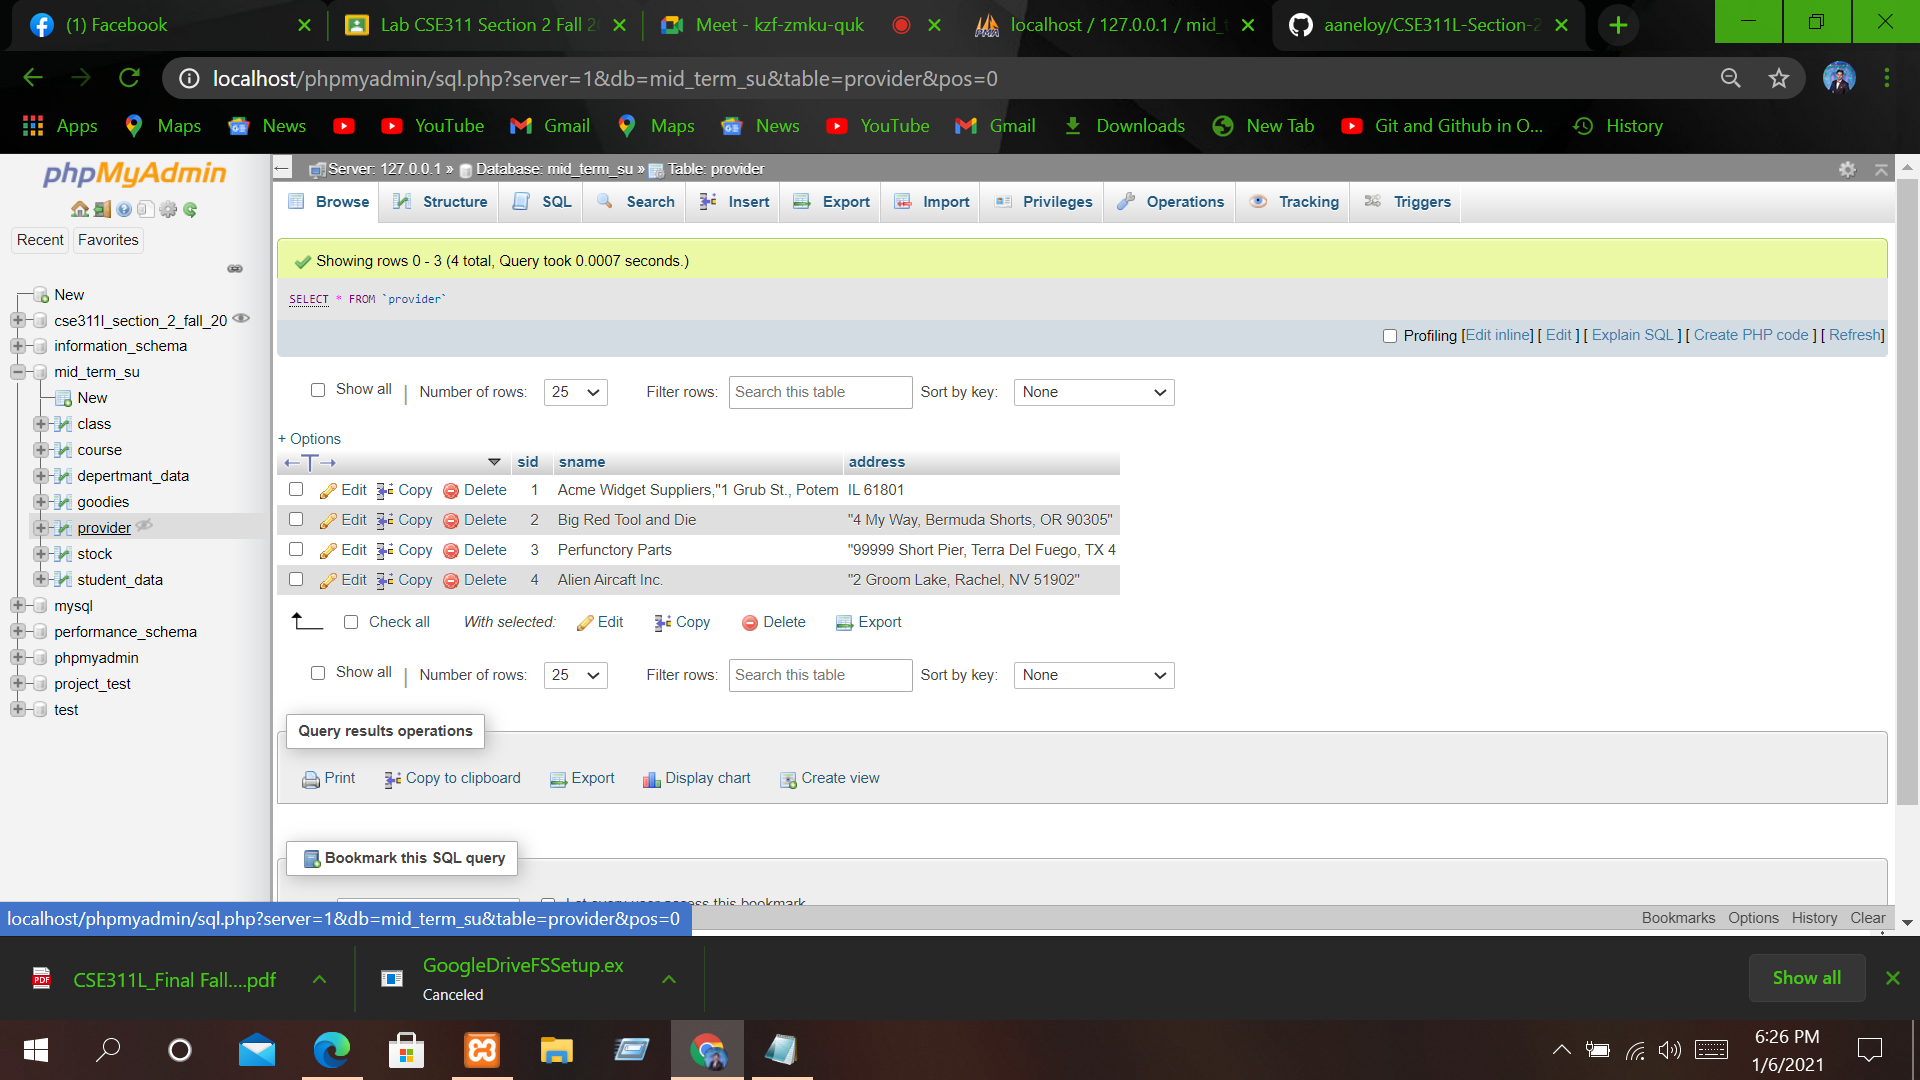 (1) Facebook
Lab CSE311 Section 2 Fall 2
Meet - kzf-zmku-quk
localhost / 127.0.0.1 / mid_t
aaneloy/CSE311L-Section-2
localhost/phpmyadmin/sql.php?server=1&db=mid_term_su&table=provider&pos=0
Apps Maps News YouTube Gmail Maps News YouTube Gmail Downloads New Tab Git and Github in O... History
phpMyAdmin
Recent Favorites
New
cse311l_section_2_fall_20
information_schema
mid_term_su
New
class
course
depertmant_data
goodies
provider
stock
student_data
mysql
performance_schema
phpmyadmin
project_test
test
Server: 127.0.0.1 » Database: mid_term_su » Table: provider
Browse Structure SQL Search Insert Export Import Privileges Operations Tracking Triggers
Showing rows 0 - 3 (4 total, Query took 0.0007 seconds.)
SELECT * FROM `provider`
Profiling [Edit inline] [ Edit ] [ Explain SQL ] [ Create PHP code ] [ Refresh]
Show all | Number of rows: 25 Filter rows: Search this table Sort by key: None
+ Options
←T→ sid sname address
Edit Copy Delete 1 Acme Widget Suppliers,"1 Grub St., Potem IL 61801
Edit Copy Delete 2 Big Red Tool and Die "4 My Way, Bermuda Shorts, OR 90305"
Edit Copy Delete 3 Perfunctory Parts "99999 Short Pier, Terra Del Fuego, TX 4
Edit Copy Delete 4 Alien Aircaft Inc. "2 Groom Lake, Rachel, NV 51902"
Check all With selected: Edit Copy Delete Export
Show all | Number of rows: 25 Filter rows: Search this table Sort by key: None
Query results operations
Print Copy to clipboard Export Display chart Create view
Bookmark this SQL query
Let every user access this bookmark
localhost/phpmyadmin/sql.php?server=1&db=mid_term_su&table=provider&pos=0
Bookmarks Options History Clear
CSE311L_Final Fall....pdf
GoogleDriveFSSetup.ex
Canceled
Show all
6:26 PM
1/6/2021